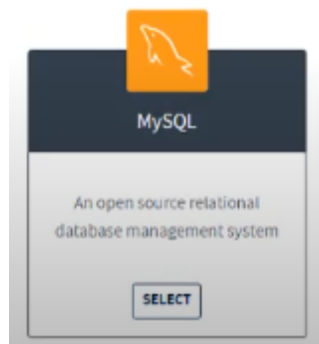 MySQL
An open source relational
database management system
SELECT